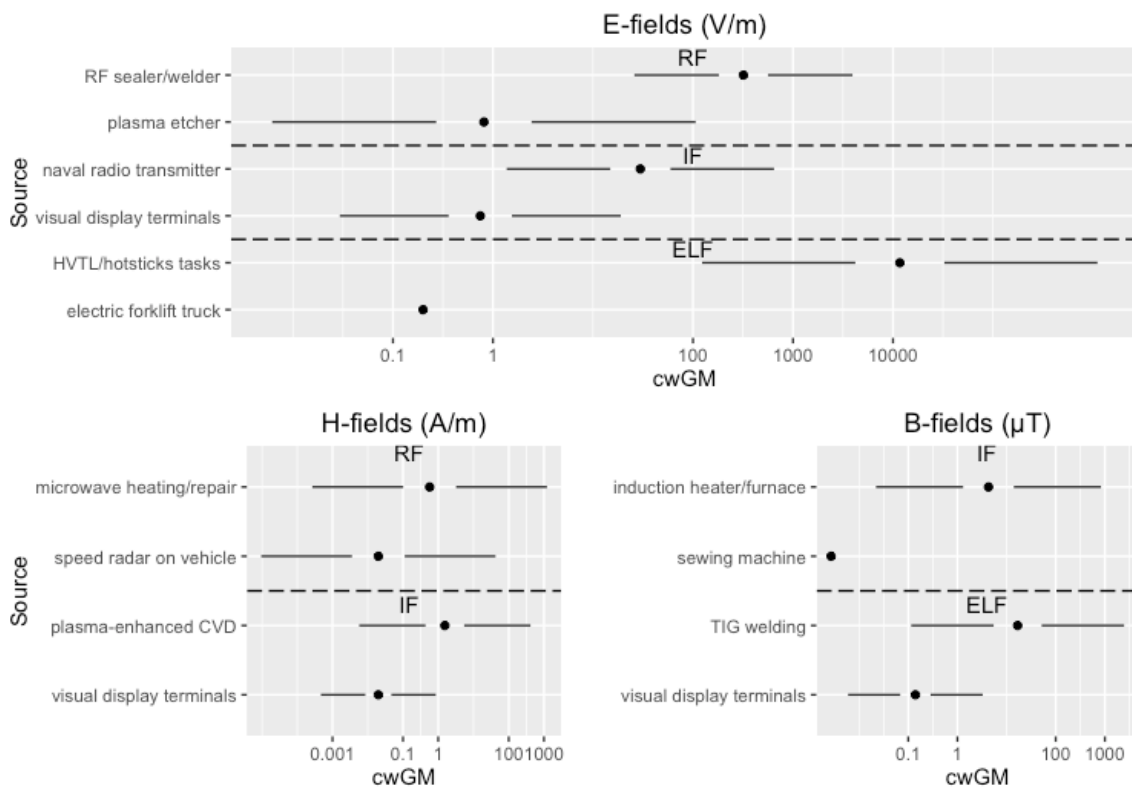 E-fields (V/m)
RF
RF sealer/welder
plasma etcher
IF
naval radio transmitter
visual display terminals
ELF
HVTL/hotsticks tasks
electric forklift truck
Source
0.1 1 100 1000 10000
cwGM
H-fields (A/m)
RF
microwave heating/repair
speed radar on vehicle
IF
plasma-enhanced CVD
visual display terminals
Source
0.001 0.1 1 1001000
cwGM
B-fields (µT)
IF
induction heater/furnace
sewing machine
ELF
TIG welding
visual display terminals
0.1 1 100 1000
cwGM